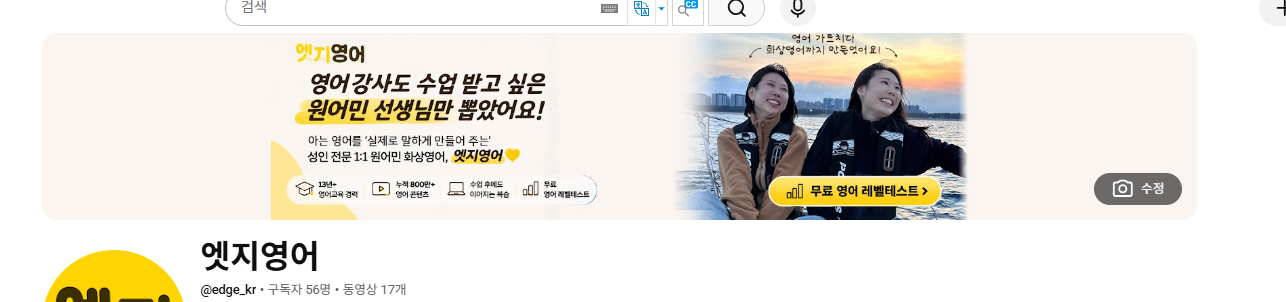 검색
CC
엣지영어
영어 강사도 수업 받고 싶은
원어민 선생님만 뽑았어요!
아는 영어를 '실제로 말하게 만들어 주는'
성인 전문 1:1 원어민 화상영어, 엣지영어
13년+
영어교육 경력
누적 800만+
영어 콘텐츠
수업 후에도
이어지는 복습
무료
영어 레벨테스트
영어 가르치다
화상영어까지 만들었어요!
무료 영어 레벨테스트
수정
엣지영어
@edge_kr • 구독자 56명 • 동영상 17개